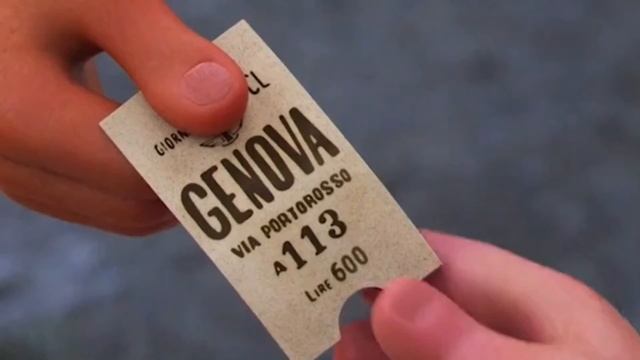 GENOVA
VIA PORTOROSSO
A 113
LIRE 600